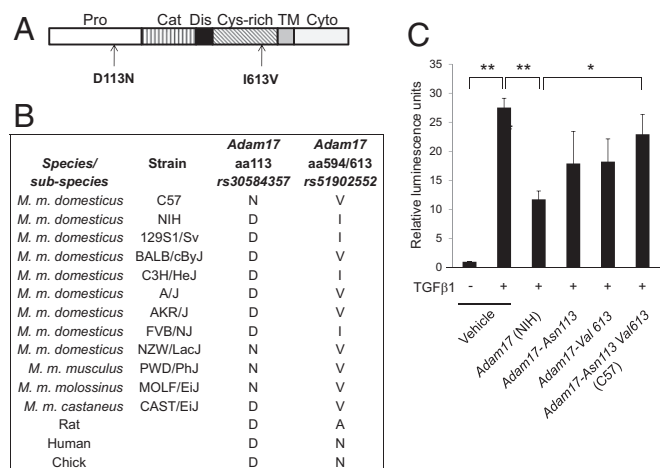 A
Pro Cat Dis Cys-rich TM Cyto
D113N I613V
B
Species/ sub-species Strain Adam17 aa113 rs30584357 Adam17 aa594/613 rs51902552
M. m. domesticus C57 N V
M. m. domesticus NIH D I
M. m. domesticus 129S1/Sv D I
M. m. domesticus BALB/cByJ D V
M. m. domesticus C3H/HeJ D I
M. m. domesticus A/J D V
M. m. domesticus AKR/J D V
M. m. domesticus FVB/NJ D I
M. m. domesticus NZW/LacJ N V
M. m. musculus PWD/PhJ N V
M. m. molossinus MOLF/EiJ N V
M. m. castaneus CAST/EiJ D V
Rat D A
Human D N
Chick D N
C
Relative luminescence units
35
30
25
20
15
10
5
0
** ** *
TGFβ1 - + + + + +
Vehicle
Adam17 (NIH)
Adam17-Asn113
Adam17-Val 613
Adam17-Asn113 Val613
(C57)